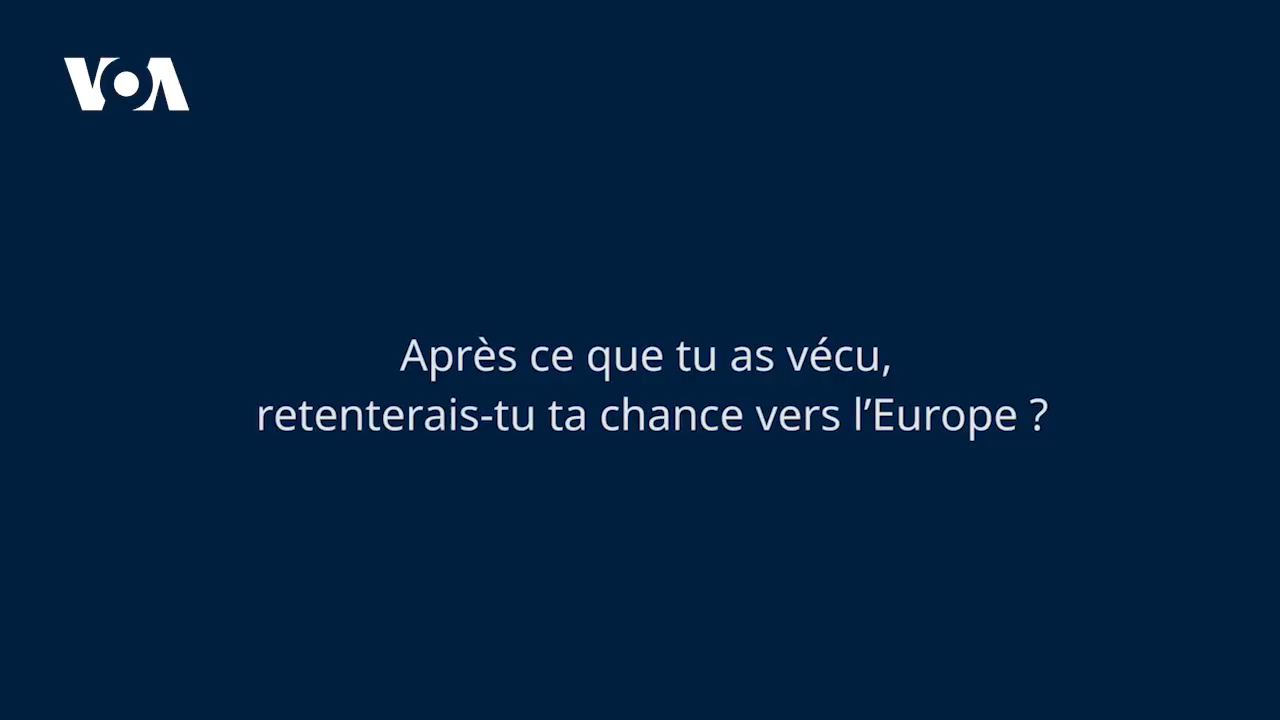 VOA
Après ce que tu as vécu,
retenterais-tu ta chance vers l’Europe ?